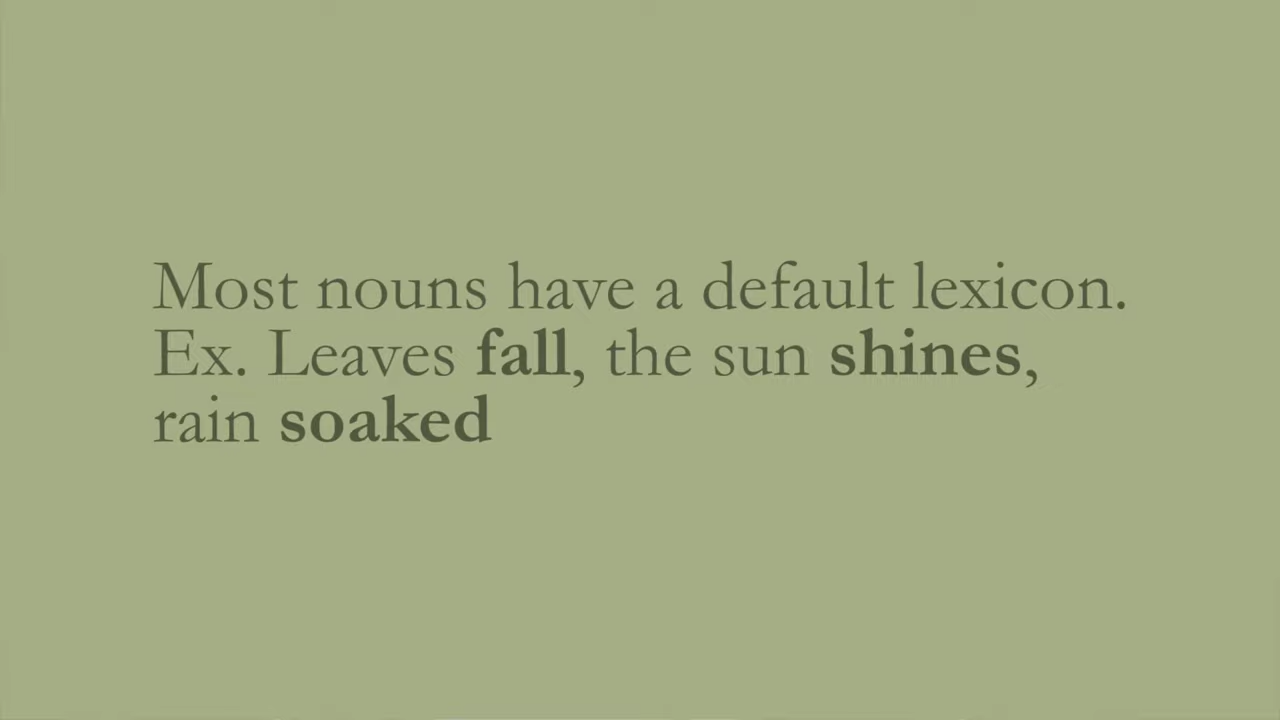 Most nouns have a default lexicon.
Ex. Leaves fall, the sun shines,
rain soaked